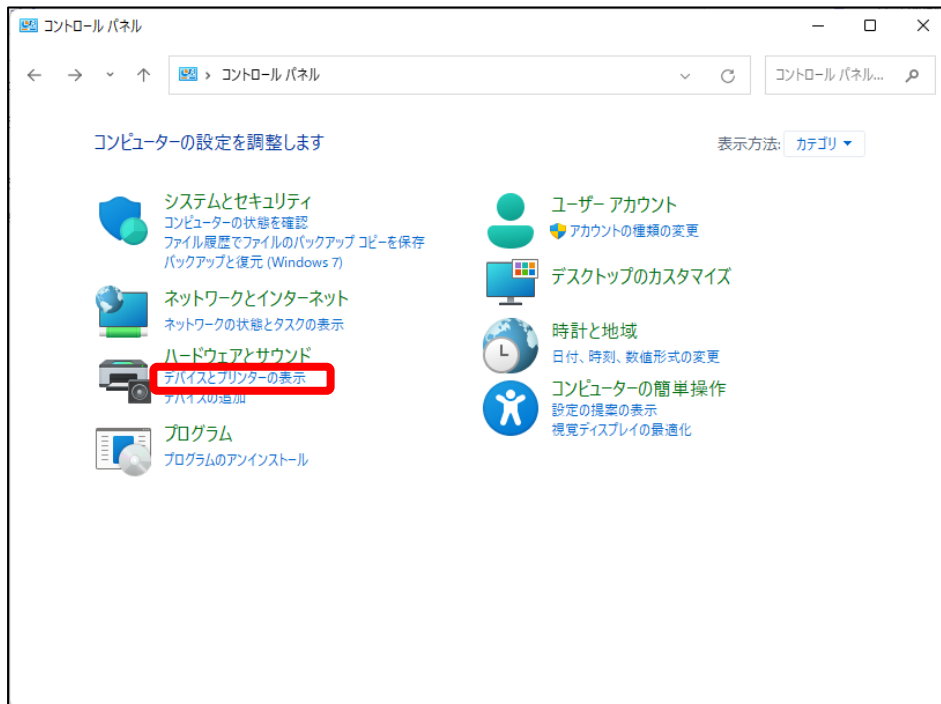 コントロール パネル
コントロール パネル
コントロール パネル...
コンピューターの設定を調整します
表示方法: カテゴリ
システムとセキュリティ
コンピューターの状態を確認
ファイル履歴でファイルのバックアップ コピーを保存
バックアップと復元 (Windows 7)
ネットワークとインターネット
ネットワークの状態とタスクの表示
ハードウェアとサウンド
デバイスとプリンターの表示
デバイスの追加
プログラム
プログラムのアンインストール
ユーザー アカウント
アカウントの種類の変更
デスクトップのカスタマイズ
時計と地域
日付、時刻、数値形式の変更
コンピューターの簡単操作
設定の提案の表示
視覚ディスプレイの最適化